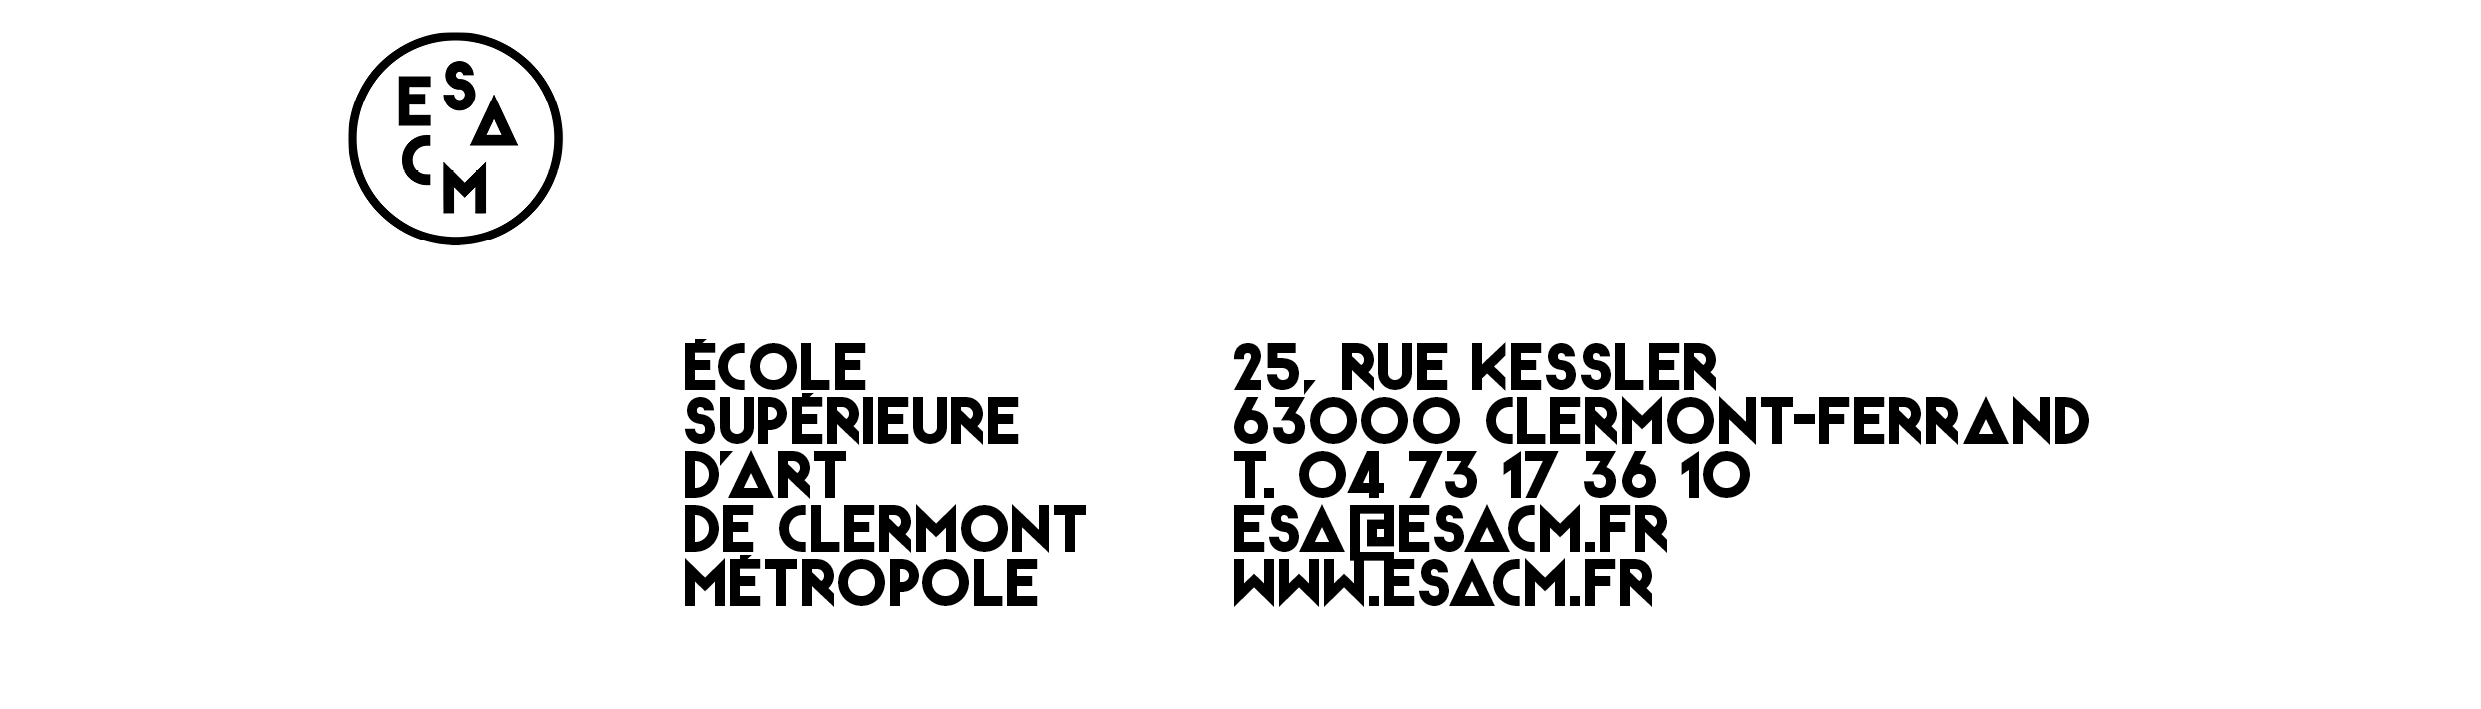 ESACM
ÉCOLE
SUPÉRIEURE
D'ART
DE CLERMONT
MÉTROPOLE
25, RUE KESSLER
63000 CLERMONT-FERRAND
T. 04 73 17 36 10
ESA@ESACM.FR
WWW.ESACM.FR